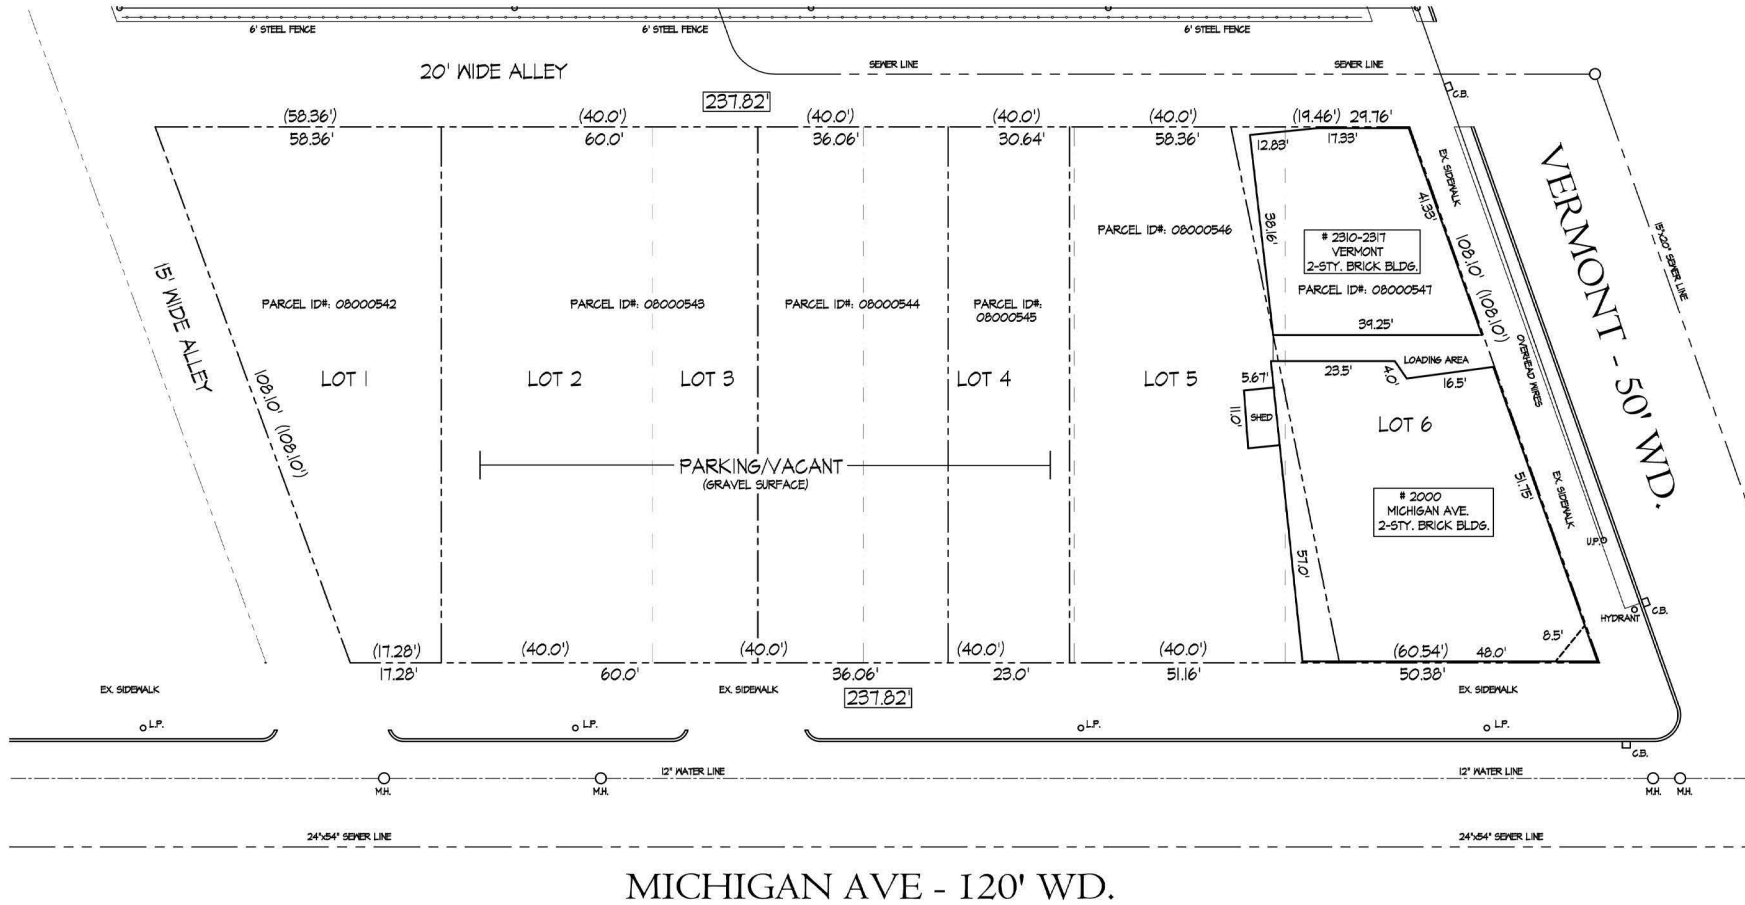 6' STEEL FENCE
6' STEEL FENCE
6' STEEL FENCE
20' WIDE ALLEY
SEWER LINE
SEWER LINE
C.B.
237.82'
(58.36')
(40.0')
(40.0')
(40.0')
(40.0')
(19.46') 29.76'
58.36'
60.0'
36.06'
30.64'
58.36'
12.83'
17.33'
EX. SIDEWALK
VERMONT - 50' WD.
15"x20" SEWER LINE
41.33'
38.16'
PARCEL ID#: 08000546
# 2310-2317
VERMONT
2-STY. BRICK BLDG.
PARCEL ID#: 08000547
108.10' (108.10')
15' WIDE ALLEY
PARCEL ID#: 08000542
PARCEL ID#: 08000543
PARCEL ID#: 08000544
PARCEL ID#:
08000545
39.25'
OVERHEAD WIRES
LOADING AREA
LOT 1
LOT 2
LOT 3
LOT 4
LOT 5
5.67'
23.5'
4.0'
16.5'
108.10' (108.10')
11.0'
SHED
LOT 6
PARKING/VACANT
(GRAVEL SURFACE)
51.75'
EX. SIDEWALK
# 2000
MICHIGAN AVE.
2-STY. BRICK BLDG.
U.P.
57.0'
HYDRANT
C.B.
8.5'
(17.28')
(40.0')
(40.0')
(40.0')
(40.0')
(60.54')
48.0'
17.28'
60.0'
36.06'
23.0'
51.16'
50.38'
EX. SIDEWALK
EX. SIDEWALK
237.82'
EX. SIDEWALK
L.P.
L.P.
L.P.
L.P.
C.B.
12" WATER LINE
12" WATER LINE
M.H.
M.H.
M.H.
M.H.
24"x54" SEWER LINE
24"x54" SEWER LINE
MICHIGAN AVE - 120' WD.